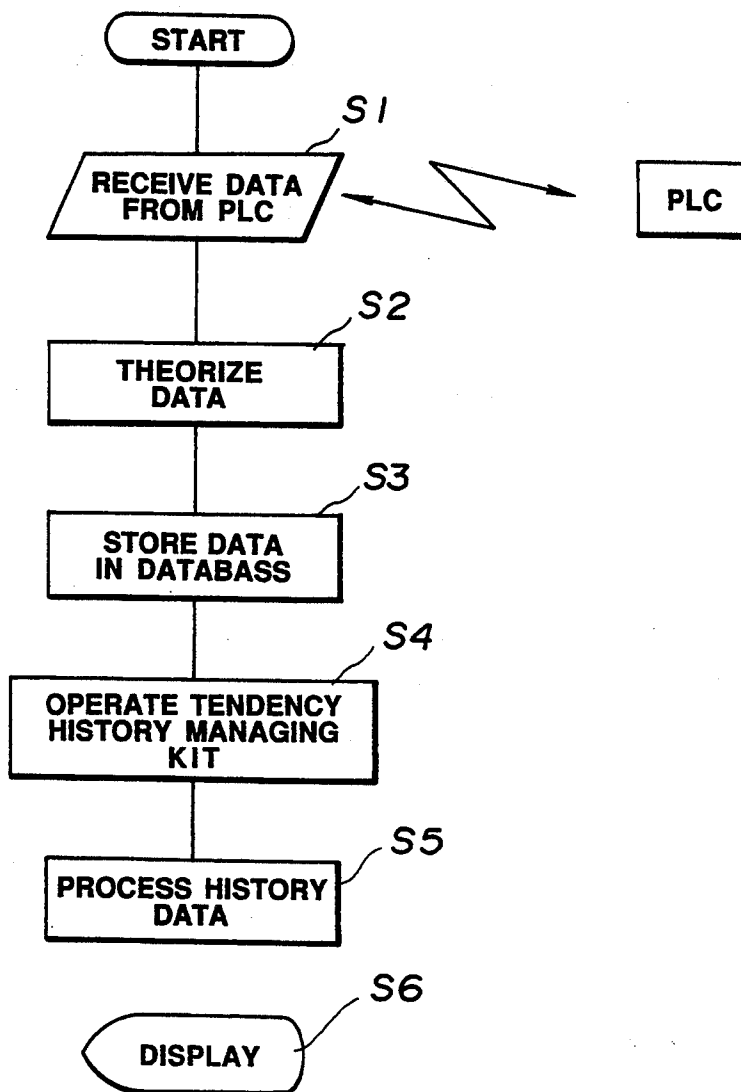 START
S1
RECEIVE DATA
FROM PLC
PLC
S2
THEORIZE
DATA
S3
STORE DATA
IN DATABASS
S4
OPERATE TENDENCY
HISTORY MANAGING
KIT
S5
PROCESS HISTORY
DATA
S6
DISPLAY